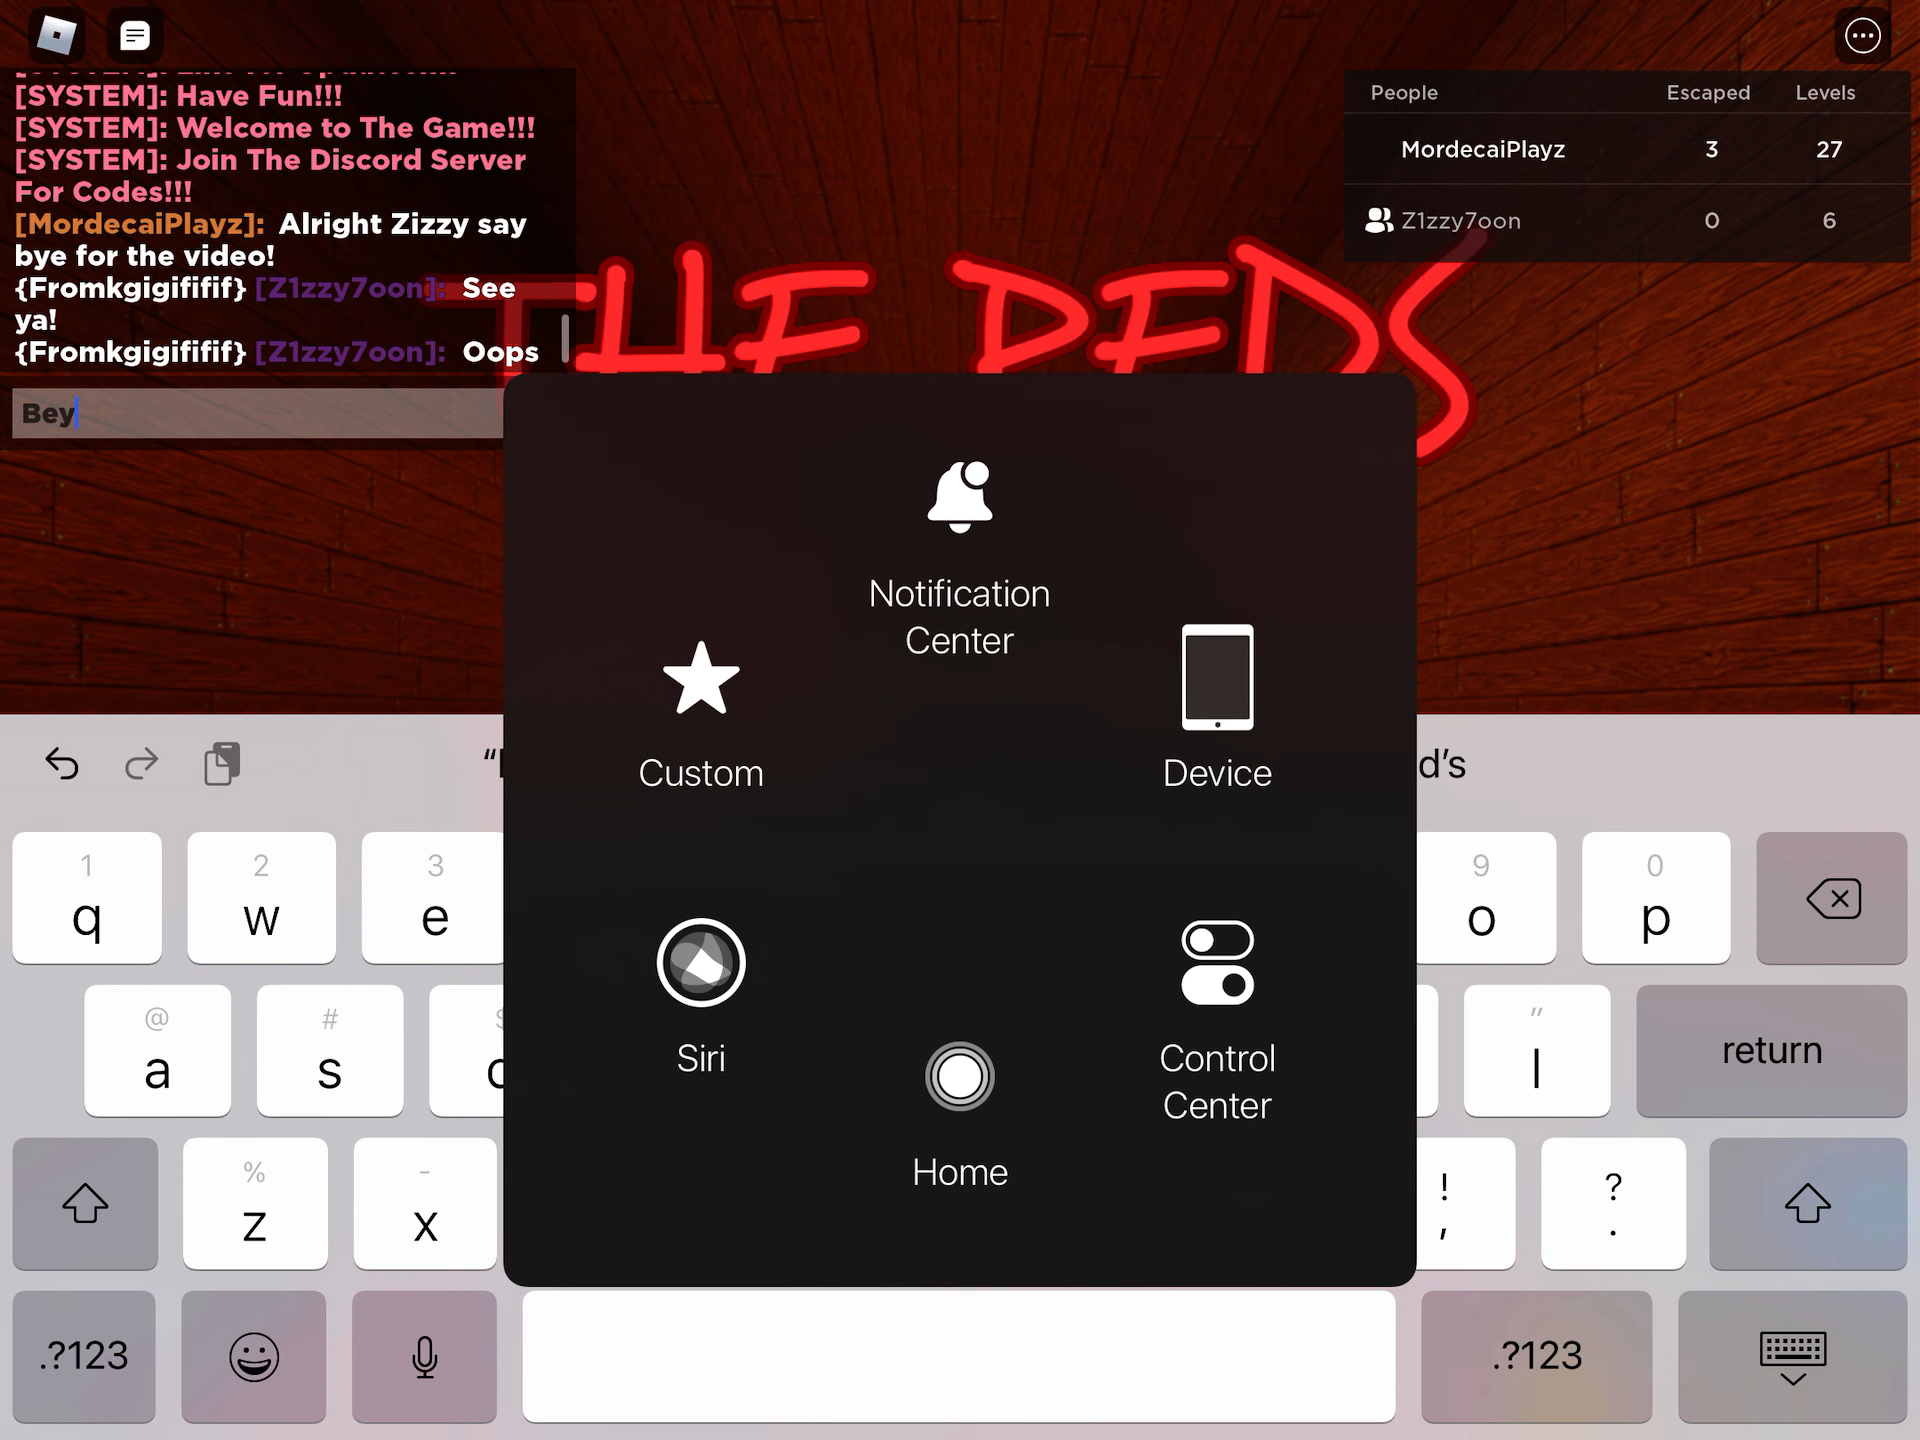 [SYSTEM]: Have Fun!!!
[SYSTEM]: Welcome to The Game!!!
[SYSTEM]: Join The Discord Server
For Codes!!!
[MordecaiPlayz]: Alright Zizzy say
bye for the video!
{Fromkgigififif} [Z1zzy7oon]: See
ya!
{Fromkgigififif} [Z1zzy7oon]: Oops
Bey
People Escaped Levels
MordecaiPlayz 3 27
Z1zzy7oon 0 6
THE
Notification
Center
Custom
Device
Siri
Control
Center
Home
d's
1 2 3 9 0
q w e o p
@ # "
a s l return
% - ! ?
z x , .
.?123 .?123